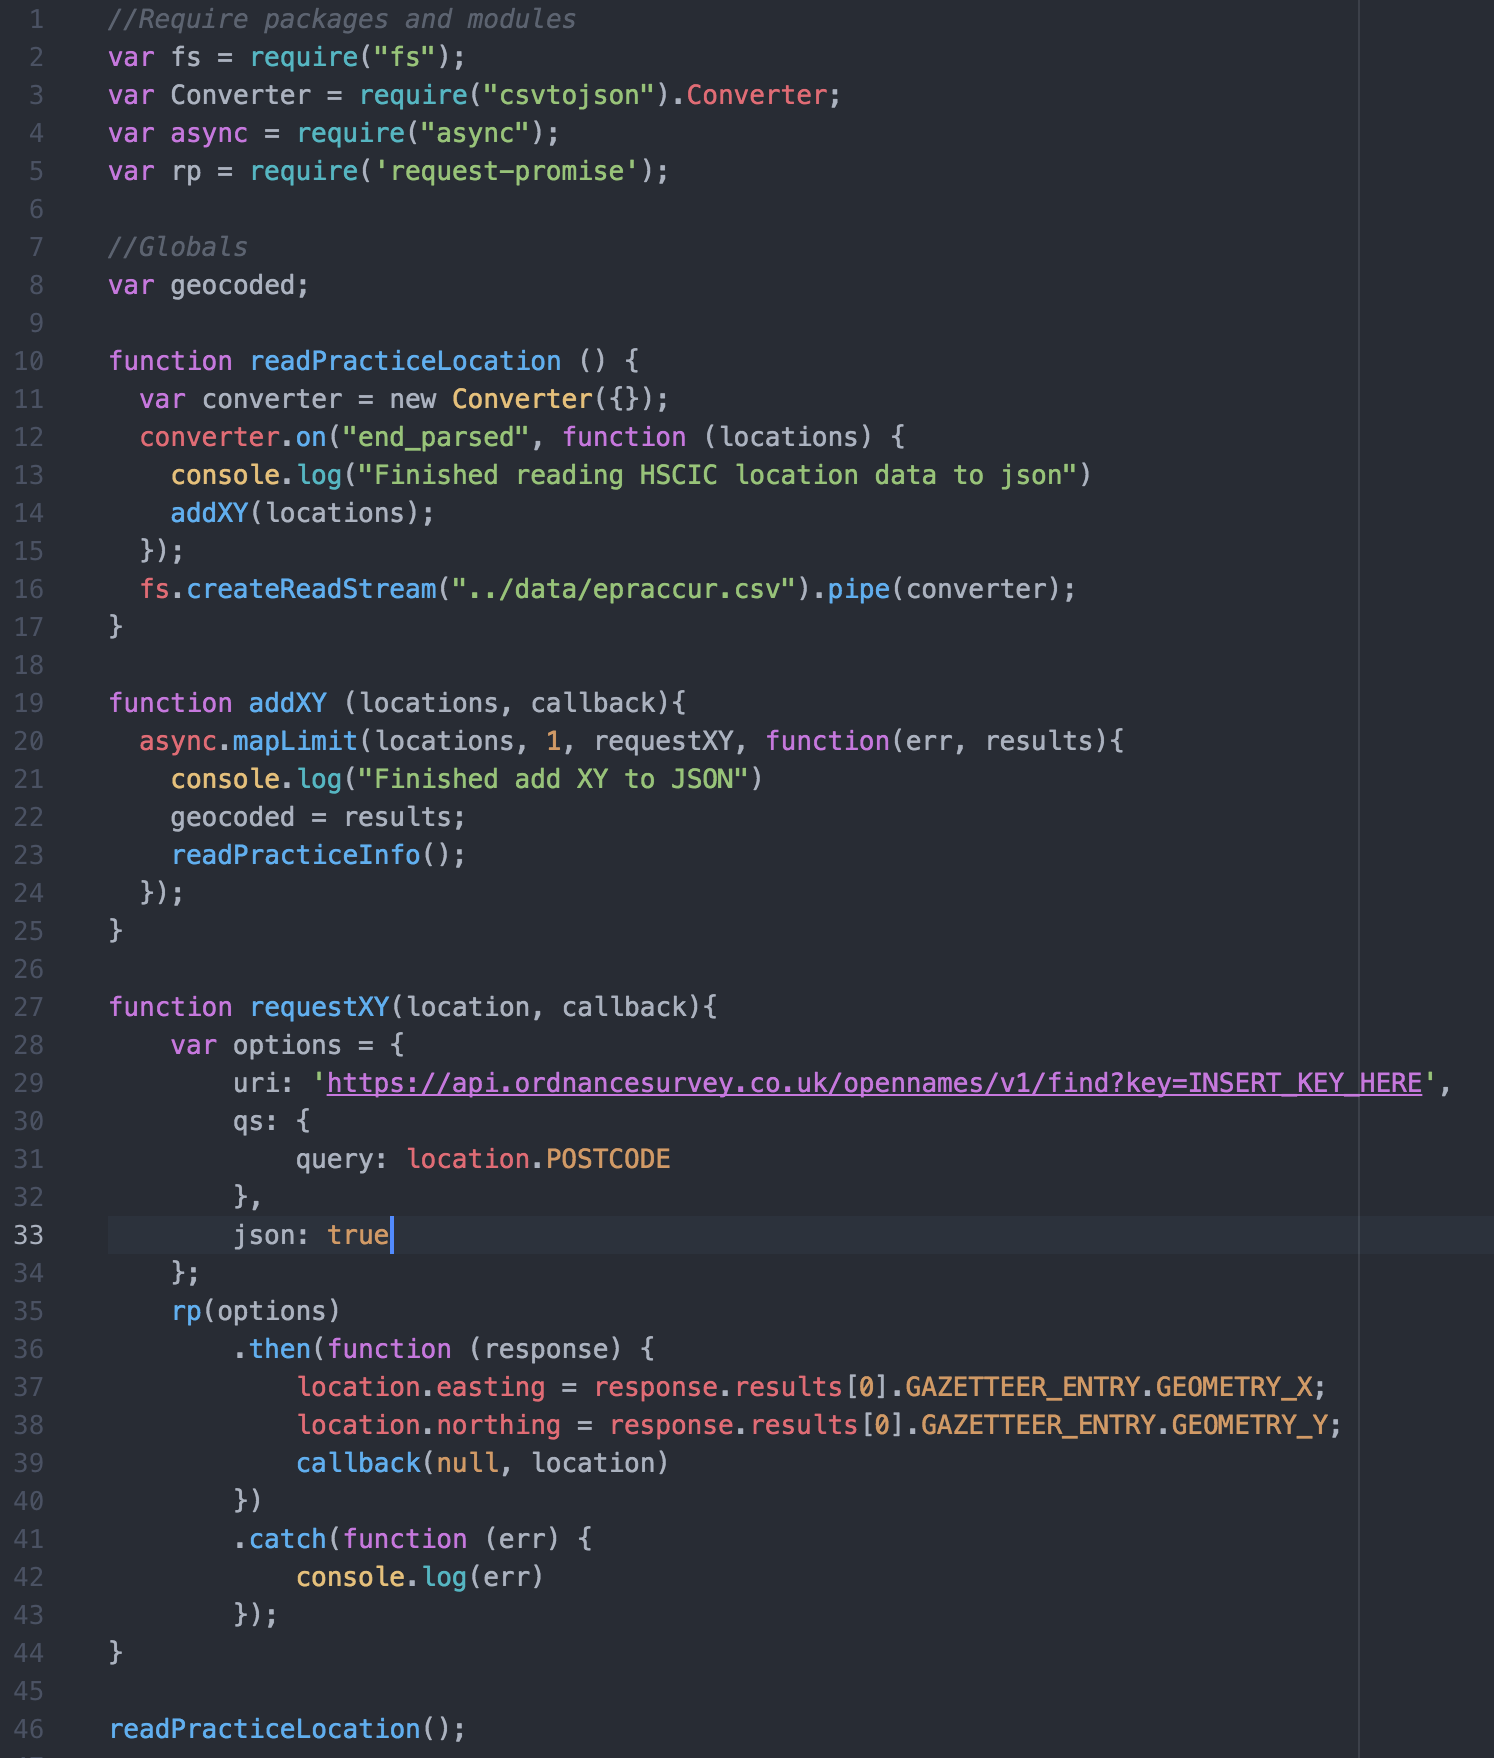 1 //Require packages and modules
2 var fs = require("fs");
3 var Converter = require("csvtojson").Converter;
4 var async = require("async");
5 var rp = require('request-promise');
6
7 //Globals
8 var geocoded;
9
10 function readPracticeLocation () {
11   var converter = new Converter({});
12   converter.on("end_parsed", function (locations) {
13     console.log("Finished reading HSCIC location data to json")
14     addXY(locations);
15   });
16   fs.createReadStream("../data/epraccur.csv").pipe(converter);
17 }
18
19 function addXY (locations, callback){
20   async.mapLimit(locations, 1, requestXY, function(err, results){
21     console.log("Finished add XY to JSON")
22     geocoded = results;
23     readPracticeInfo();
24   });
25 }
26
27 function requestXY(location, callback){
28     var options = {
29         uri: 'https://api.ordnancesurvey.co.uk/opennames/v1/find?key=INSERT_KEY_HERE',
30         qs: {
31             query: location.POSTCODE
32         },
33         json: true
34     };
35     rp(options)
36         .then(function (response) {
37             location.easting = response.results[0].GAZETTEER_ENTRY.GEOMETRY_X;
38             location.northing = response.results[0].GAZETTEER_ENTRY.GEOMETRY_Y;
39             callback(null, location)
40         })
41         .catch(function (err) {
42             console.log(err)
43         });
44 }
45
46 readPracticeLocation();